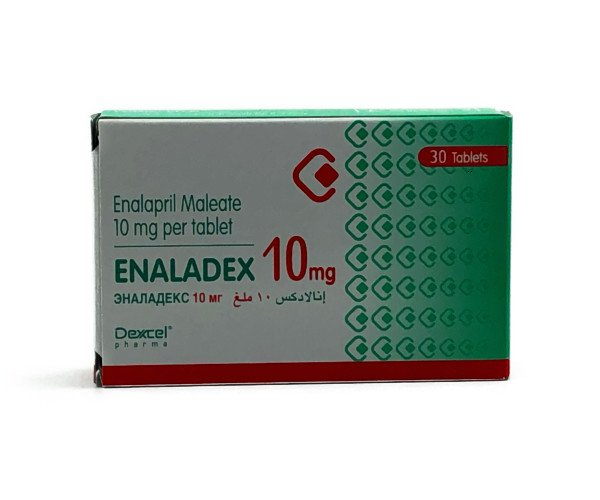 30 Tablets
Enalapril Maleate
10 mg per tablet
ENALADEX 10mg
ЭНАЛАДЕКС 10 мг إنالادكس ١٠ ملغ
Dexcel®
pharma